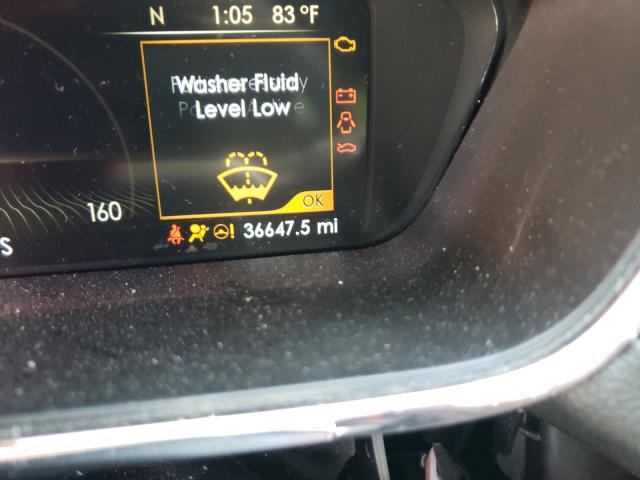 N 1:05 83 °F
Washer Fluid
Level Low
OK
160
36647.5 mi
S